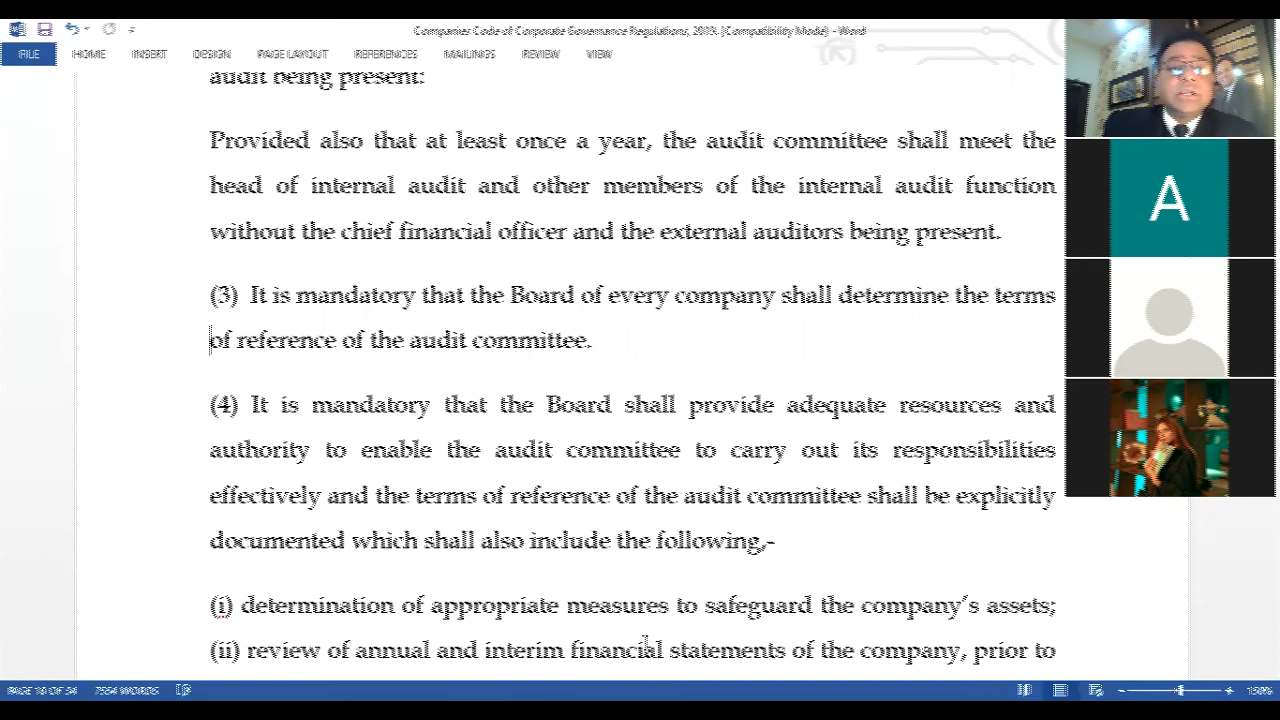 Companies Code of Corporate Governance Regulations, 2019 [Compatibility Mode] - Word
FILE HOME INSERT DESIGN PAGE LAYOUT REFERENCES MAILINGS REVIEW VIEW
audit being present:
Provided also that at least once a year, the audit committee shall meet the
head of internal audit and other members of the internal audit function
without the chief financial officer and the external auditors being present.
(3) It is mandatory that the Board of every company shall determine the terms
of reference of the audit committee.
(4) It is mandatory that the Board shall provide adequate resources and
authority to enable the audit committee to carry out its responsibilities
effectively and the terms of reference of the audit committee shall be explicitly
documented which shall also include the following,-
(i) determination of appropriate measures to safeguard the company's assets;
(ii) review of annual and interim financial statements of the company, prior to
A
WORDS